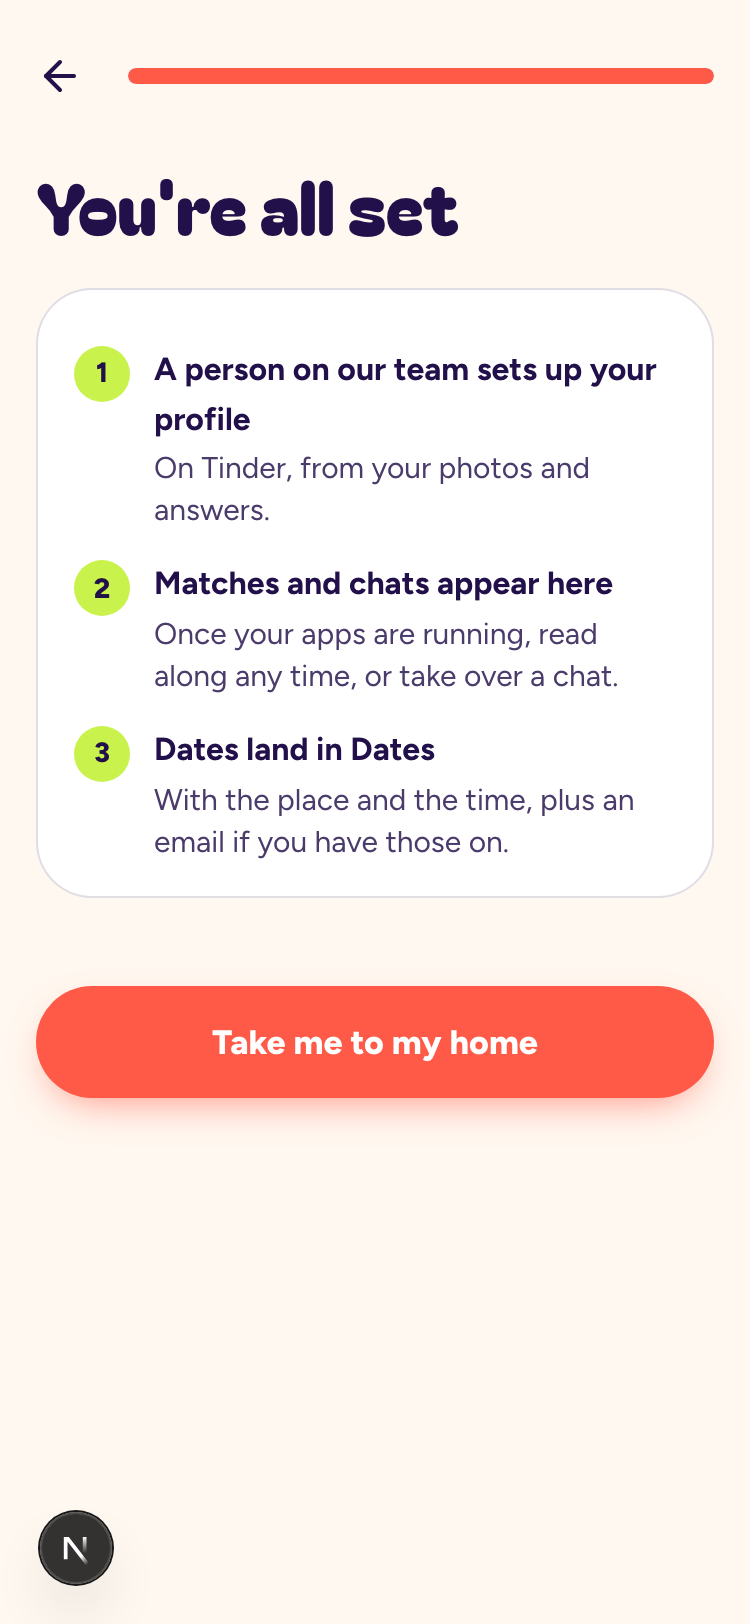 You're all set
1
A person on our team sets up your
profile
On Tinder, from your photos and
answers.
2
Matches and chats appear here
Once your apps are running, read
along any time, or take over a chat.
3
Dates land in Dates
With the place and the time, plus an
email if you have those on.
Take me to my home
N